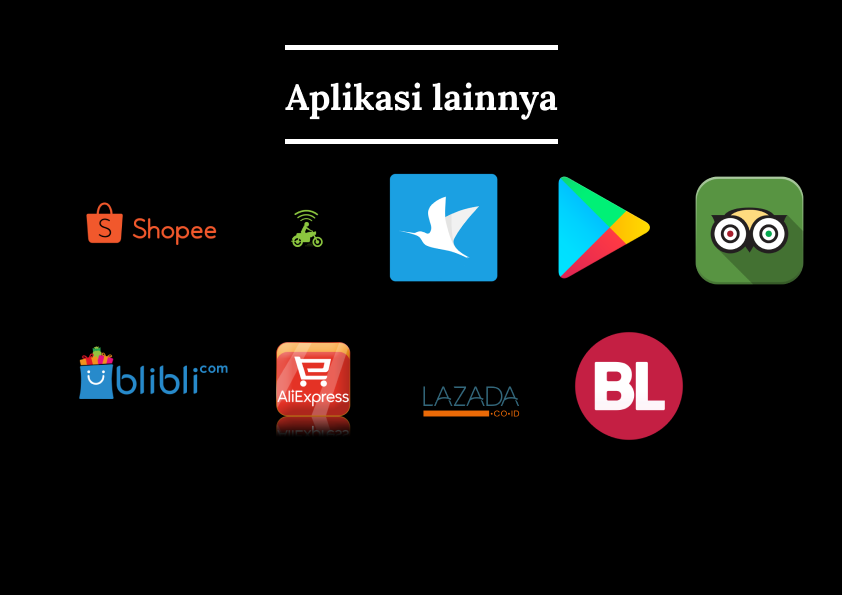 Aplikasi lainnya
S Shopee
blibli.com
AliExpress
LAZADA
.CO.ID
BL